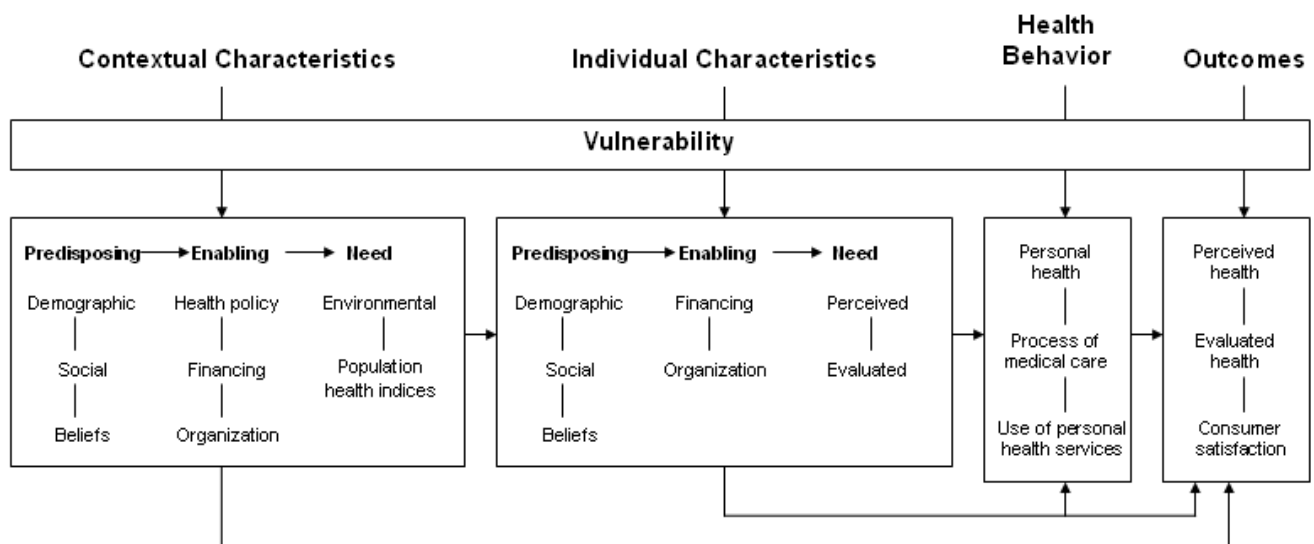 Contextual Characteristics
Individual Characteristics
Health
Behavior
Outcomes
Vulnerability
Predisposing
Enabling
Need
Demographic
Social
Beliefs
Health policy
Financing
Organization
Environmental
Population
health indices
Predisposing
Enabling
Need
Demographic
Social
Beliefs
Financing
Organization
Perceived
Evaluated
Personal
health
Process of
medical care
Use of personal
health services
Perceived
health
Evaluated
health
Consumer
satisfaction